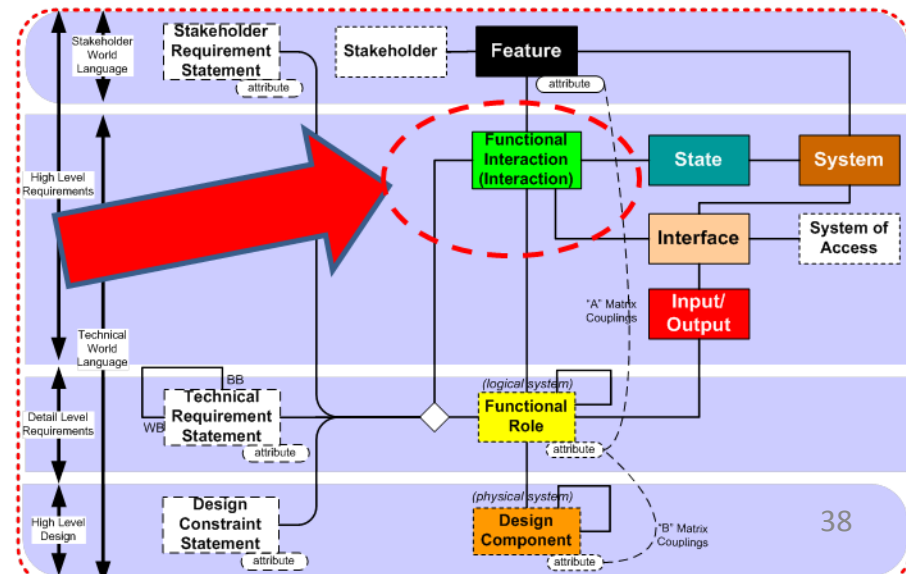 Stakeholder
World
Language
Stakeholder
Requirement
Statement
attribute
Stakeholder
Feature
attribute
High Level
Requirements
Functional
Interaction
(Interaction)
State
System
Interface
System of
Access
Input/
Output
"A" Matrix
Couplings
Technical
World
Language
Detail Level
Requirements
BB
WB
Technical
Requirement
Statement
attribute
(logical system)
Functional
Role
attribute
High Level
Design
Design
Constraint
Statement
attribute
(physical system)
Design
Component
attribute
"B" Matrix
Couplings
38